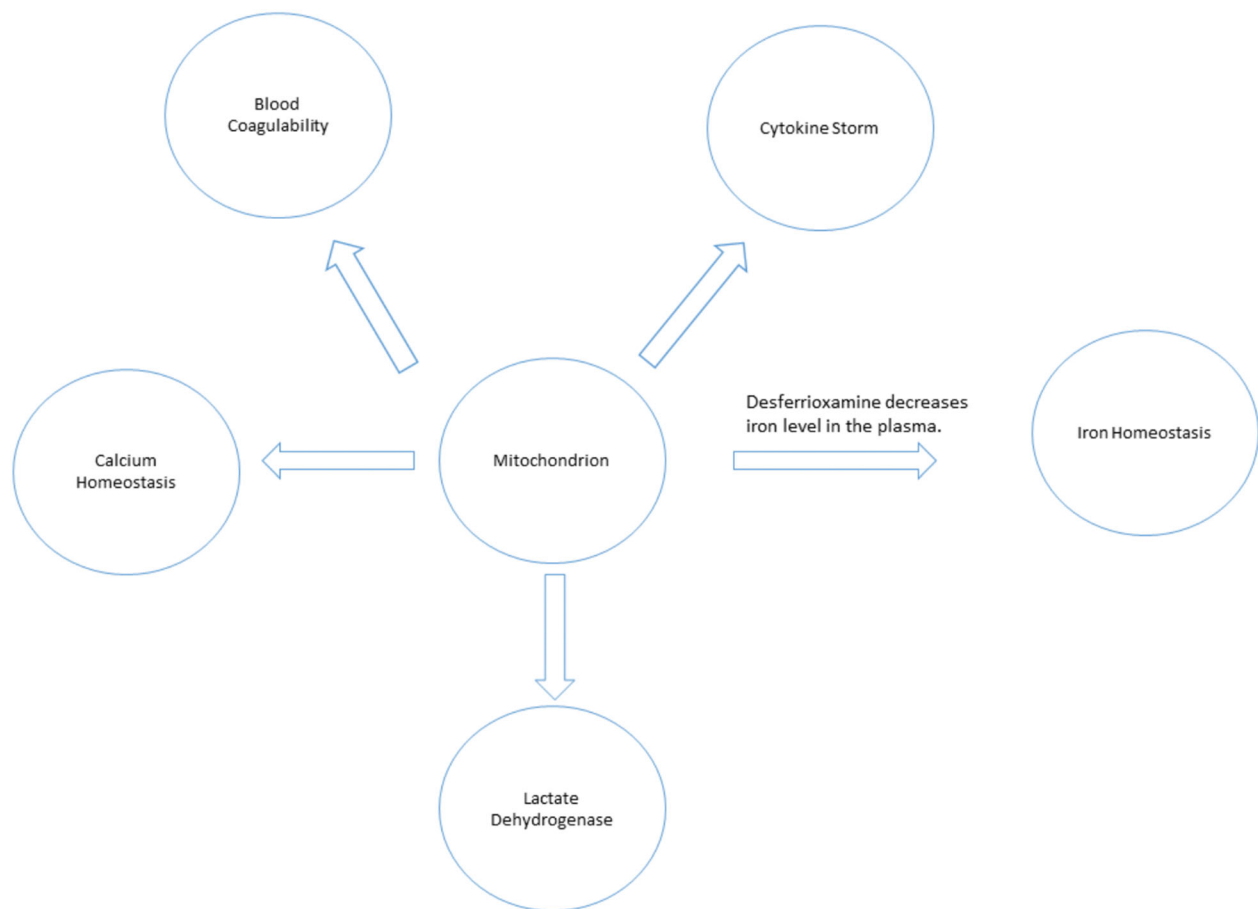 Blood
Coagulability
Cytokine Storm
Desferrioxamine decreases
iron level in the plasma.
Iron Homeostasis
Calcium
Homeostasis
Mitochondrion
Lactate
Dehydrogenase